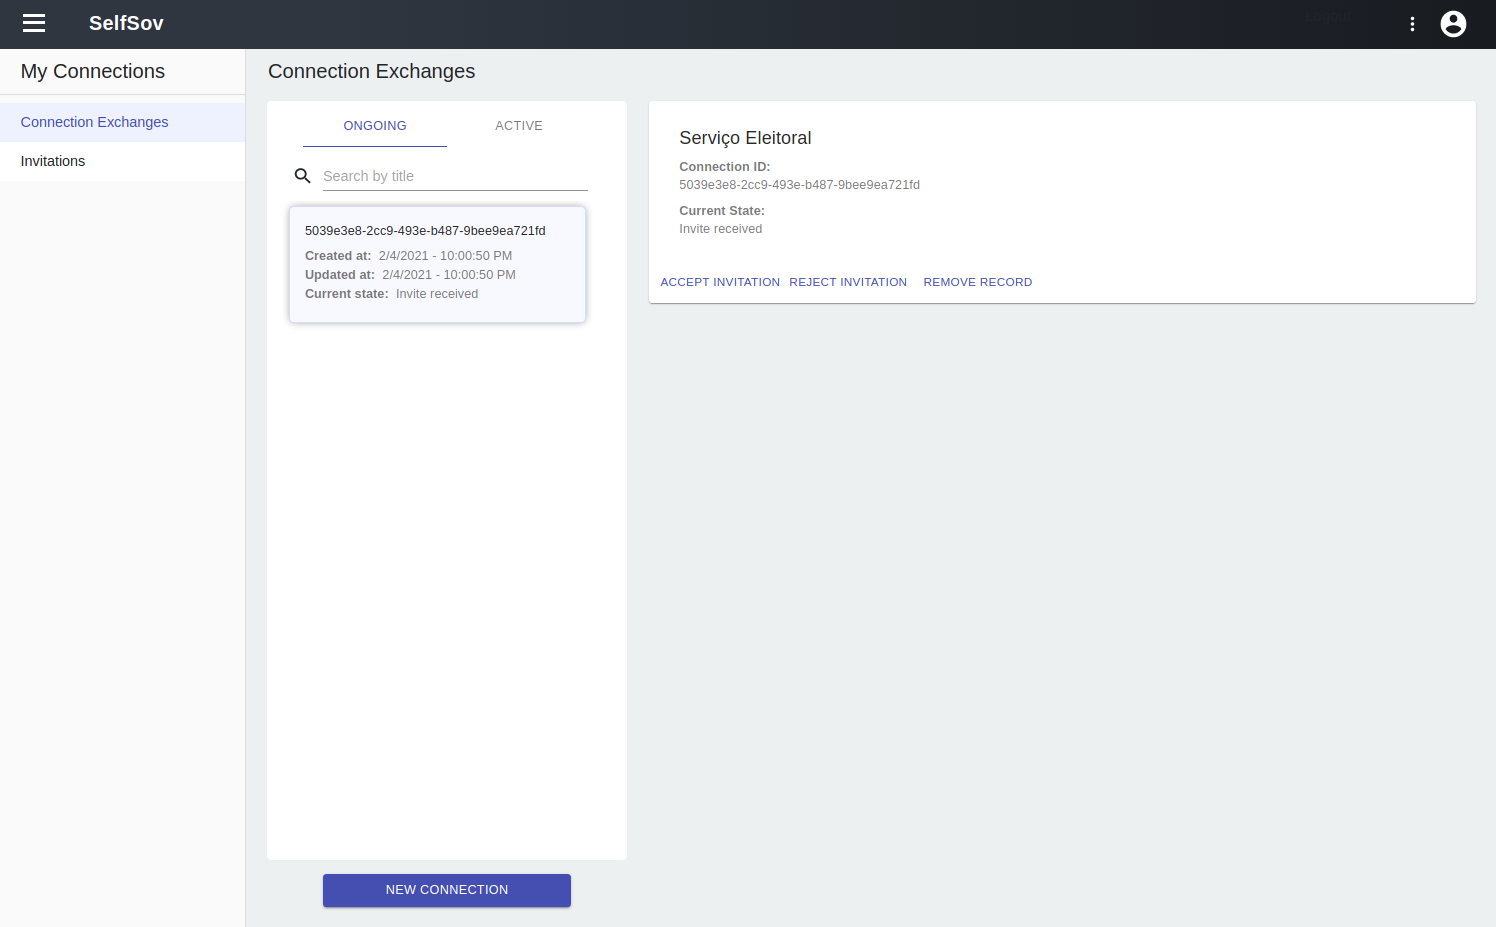 SelfSov
My Connections
Connection Exchanges
Invitations
Connection Exchanges
ONGOING
ACTIVE
Search by title
5039e3e8-2cc9-493e-b487-9bee9ea721fd
Created at: 2/4/2021 - 10:00:50 PM
Updated at: 2/4/2021 - 10:00:50 PM
Current state: Invite received
NEW CONNECTION
Serviço Eleitoral
Connection ID:
5039e3e8-2cc9-493e-b487-9bee9ea721fd
Current State:
Invite received
ACCEPT INVITATION REJECT INVITATION REMOVE RECORD